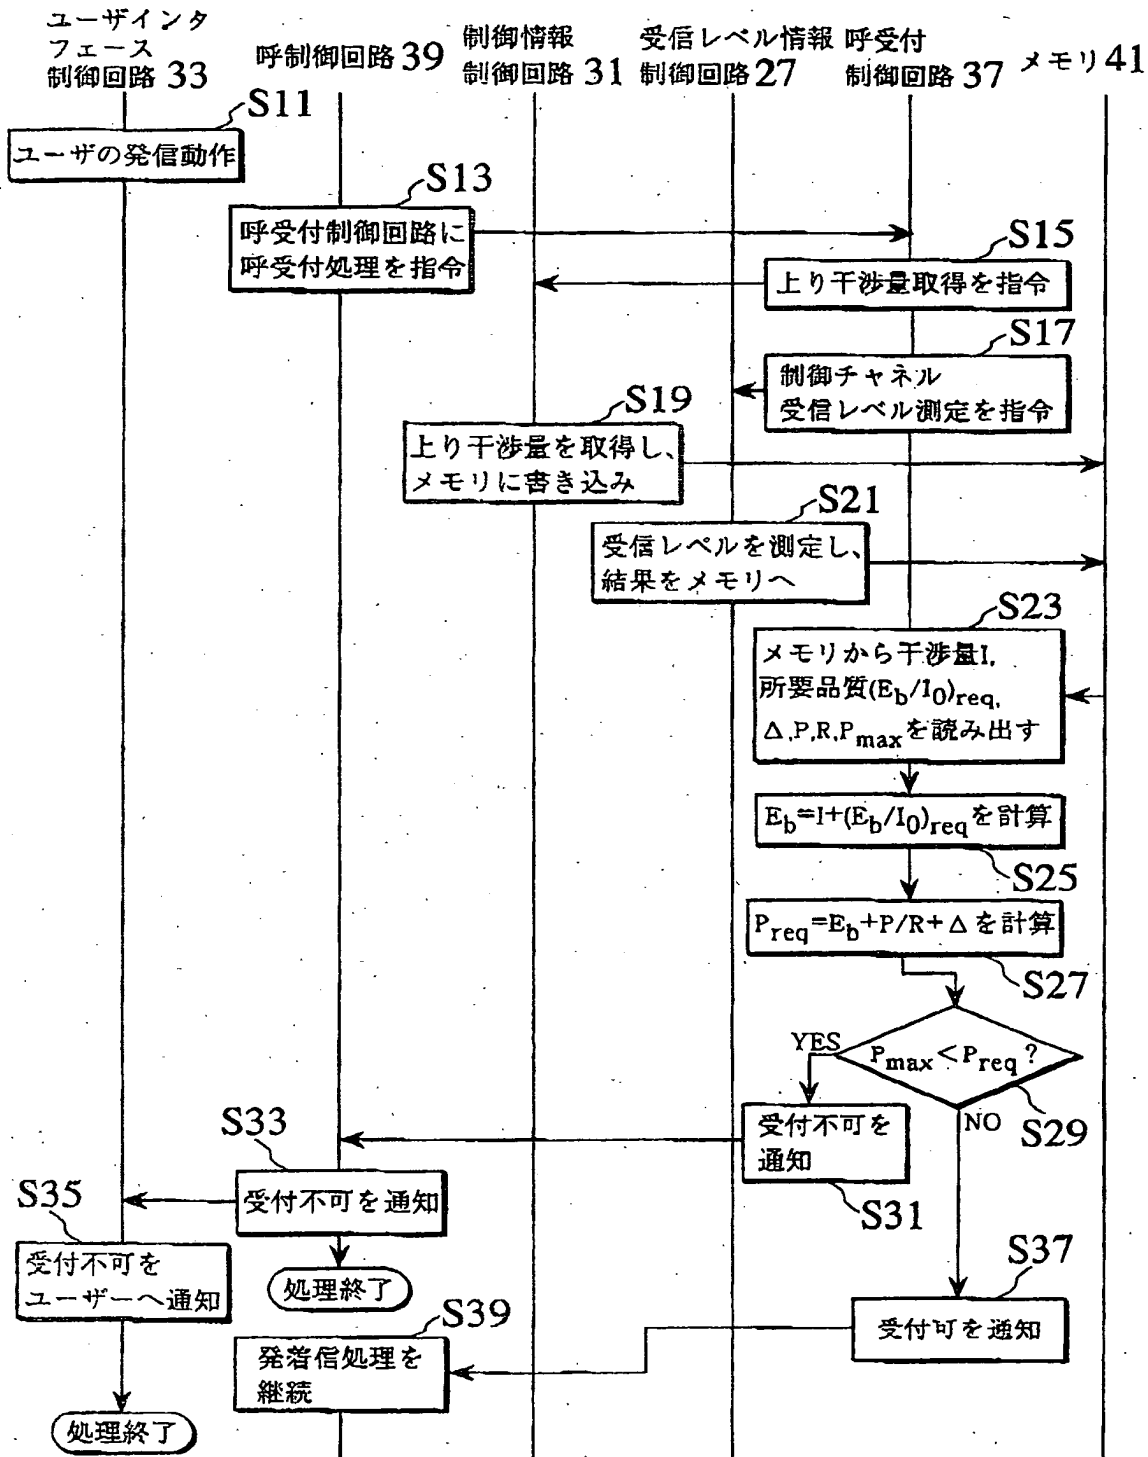 ユーザインタ
フェース
制御回路 33
呼制御回路 39
制御情報
制御回路 31
受信レベル情報
制御回路 27
呼受付
制御回路 37
メモリ 41
S11
ユーザの発信動作
S13
呼受付制御回路に
呼受付処理を指令
S15
上り干渉量取得を指令
S17
制御チャネル
受信レベル測定を指令
S19
上り干渉量を取得し、
メモリに書き込み
S21
受信レベルを測定し、
結果をメモリへ
S23
メモリから干渉量I,
所要品質(Eb/I0)req,
Δ,P,R,Pmaxを読み出す
Eb=I+(Eb/I0)reqを計算
S25
Preq=Eb+P/R+Δを計算
S27
YES
Pmax<Preq?
NO
S29
受付不可を
通知
S31
S33
受付不可を通知
処理終了
S35
受付不可を
ユーザーへ通知
処理終了
S37
受付可を通知
S39
発着信処理を
継続